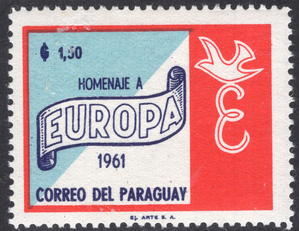 ₲ 1,50
HOMENAJE A
EUROPA
1961
E
CORREO DEL PARAGUAY
EL ARTE S. A.